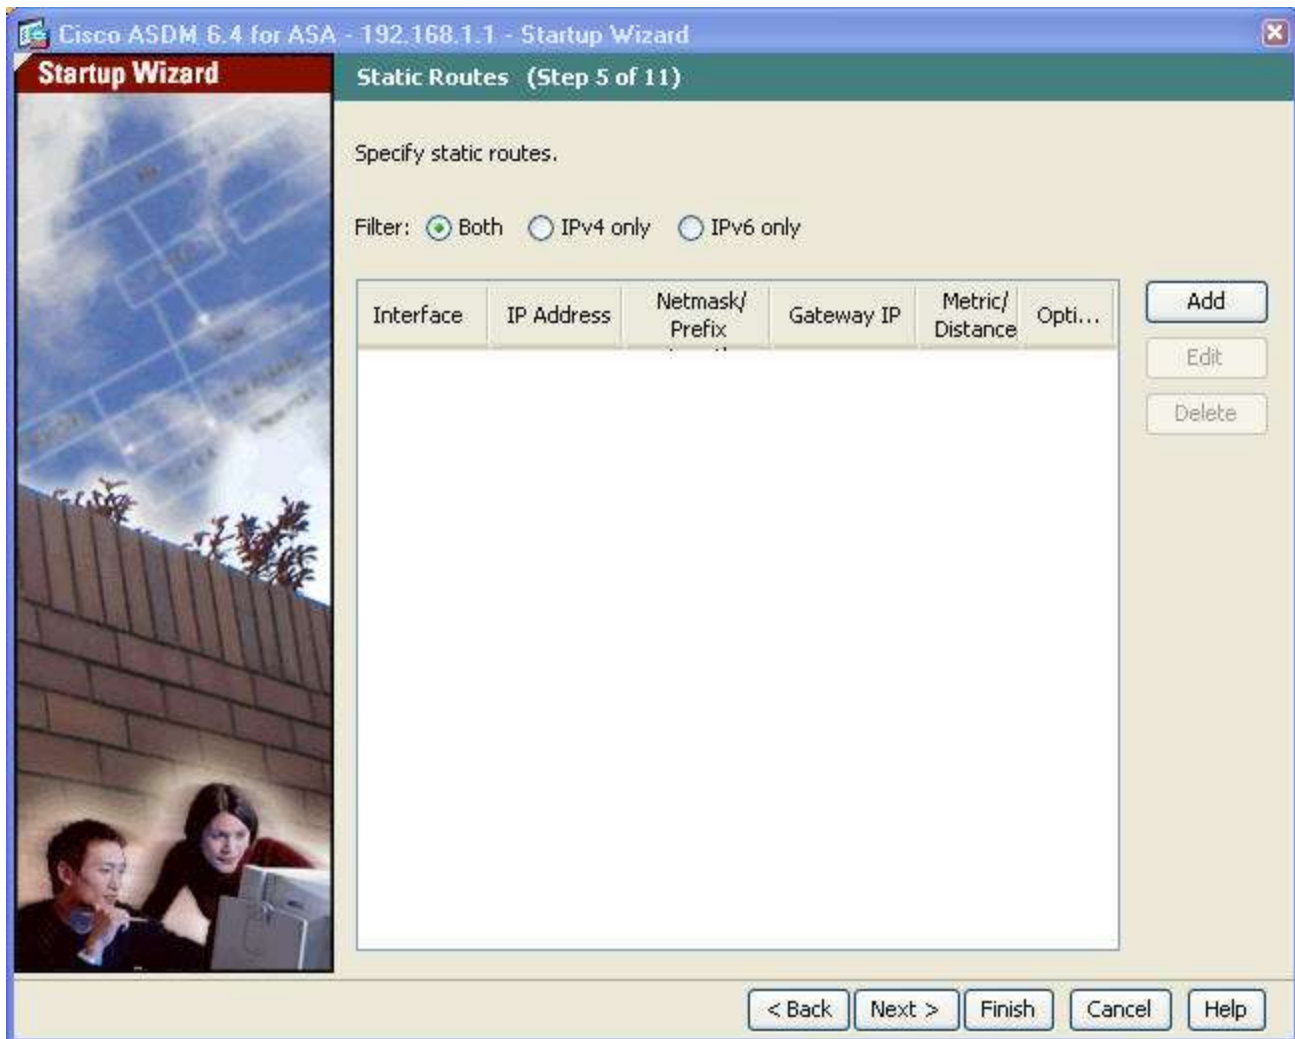 Cisco ASDM 6.4 for ASA - 192.168.1.1 - Startup Wizard
Startup Wizard
Static Routes (Step 5 of 11)
Specify static routes.
Filter: Both IPv4 only IPv6 only
Interface IP Address Netmask/ Prefix Gateway IP Metric/ Distance Opti...
Add
Edit
Delete
< Back Next > Finish Cancel Help